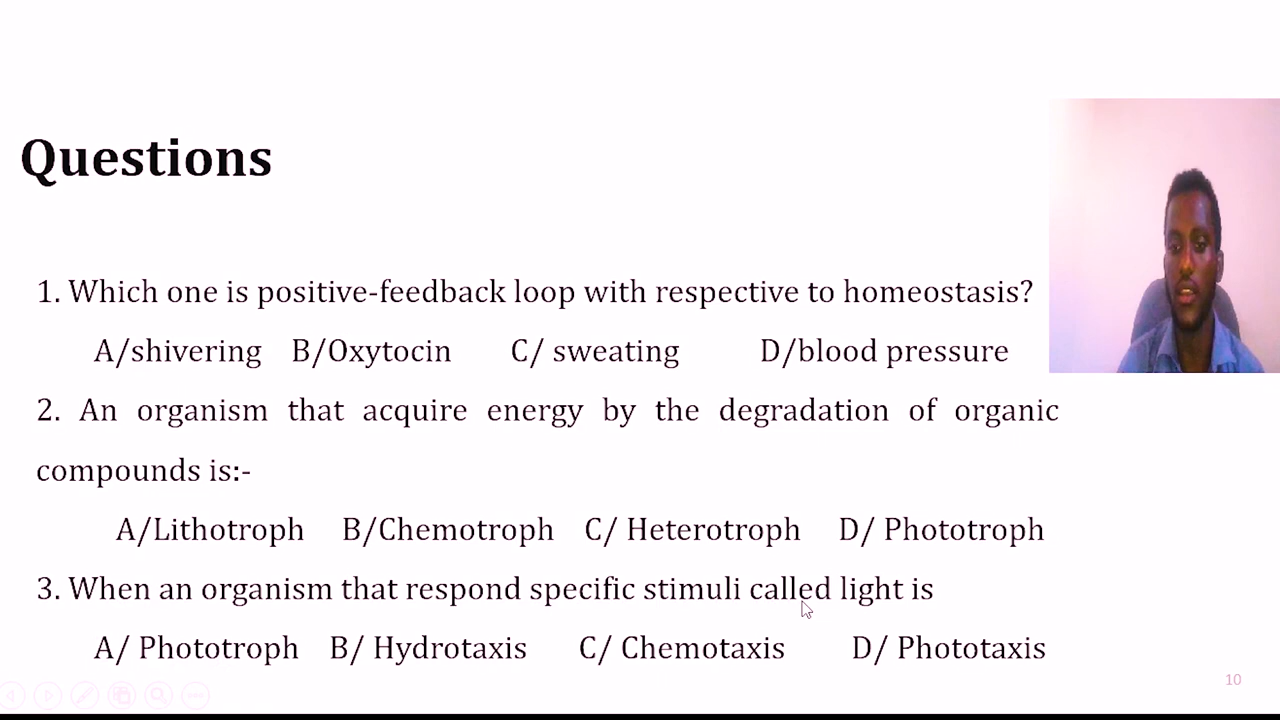 Questions
1. Which one is positive-feedback loop with respective to homeostasis?
A/shivering B/Oxytocin C/ sweating D/blood pressure
2. An organism that acquire energy by the degradation of organic
compounds is:-
A/Lithotroph B/Chemotroph C/ Heterotroph D/ Phototroph
3. When an organism that respond specific stimuli called light is
A/ Phototroph B/ Hydrotaxis C/ Chemotaxis D/ Phototaxis
10